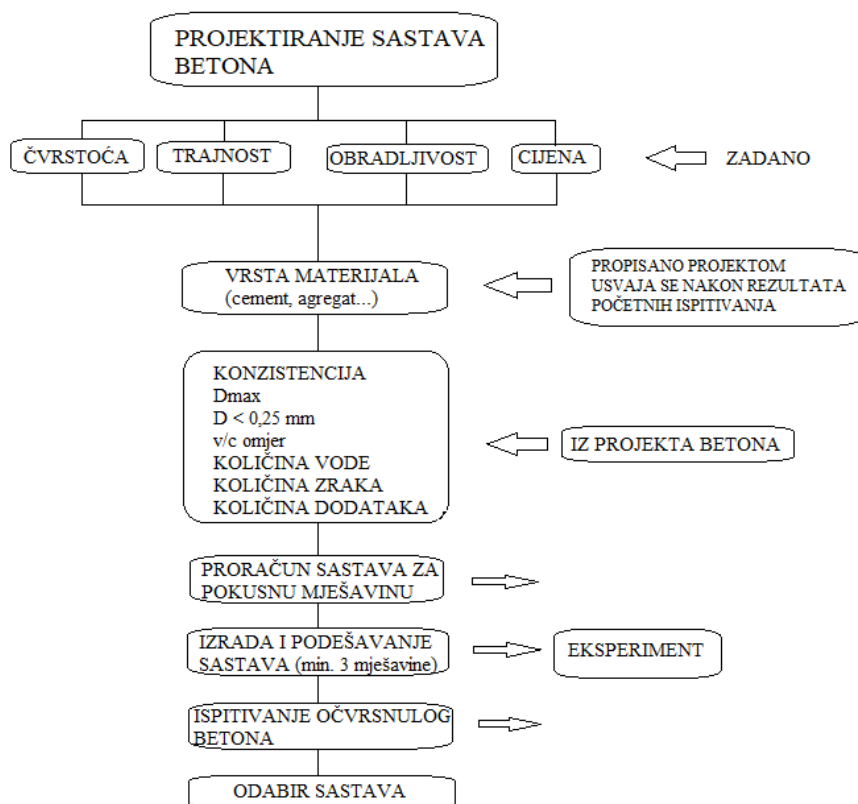 PROJEKTIRANJE SASTAVA
BETONA
ČVRSTOĆA
TRAJNOST
OBRADLJIVOST
CIJENA
ZADANO
VRSTA MATERIJALA
(cement, agregat...)
PROPISANO PROJEKTOM
USVAJA SE NAKON REZULTATA
POČETNIH ISPITIVANJA
KONZISTENCIJA
Dmax
D < 0,25 mm
v/c omjer
KOLIČINA VODE
KOLIČINA ZRAKA
KOLIČINA DODATAKA
IZ PROJEKTA BETONA
PRORAČUN SASTAVA ZA
POKUSNU MJEŠAVINU
IZRADA I PODEŠAVANJE
SASTAVA (min. 3 mješavine)
EKSPERIMENT
ISPITIVANJE OČVRSNULOG
BETONA
ODABIR SASTAVA